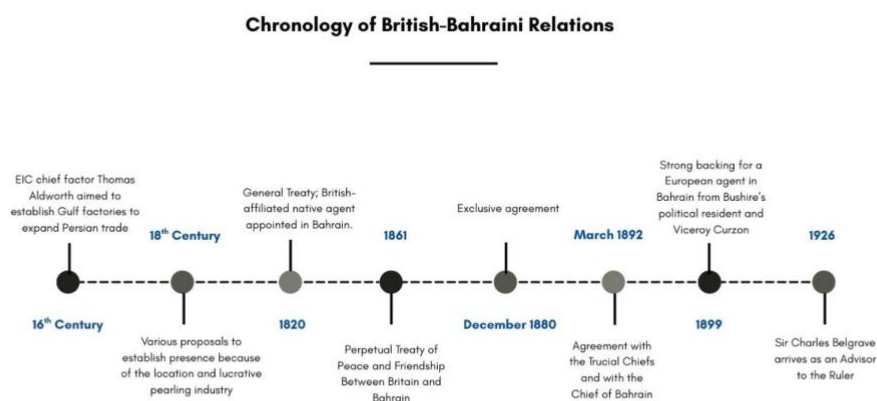 Chronology of British-Bahraini Relations
EIC chief factor Thomas
Aldworth aimed to
establish Gulf factories to
expand Persian trade
16th Century
18th Century
Various proposals to
establish presence because
of the location and lucrative
pearling industry
General Treaty; British-
affiliated native agent
appointed in Bahrain.
1820
1861
Perpetual Treaty of
Peace and Friendship
Between Britain and
Bahrain
Exclusive agreement
December 1880
March 1892
Agreement with
the Trucial Chiefs
and with the
Chief of Bahrain
Strong backing for a
European agent in
Bahrain from Bushire's
political resident and
Viceroy Curzon
1899
1926
Sir Charles Belgrave
arrives as an Advisor
to the Ruler